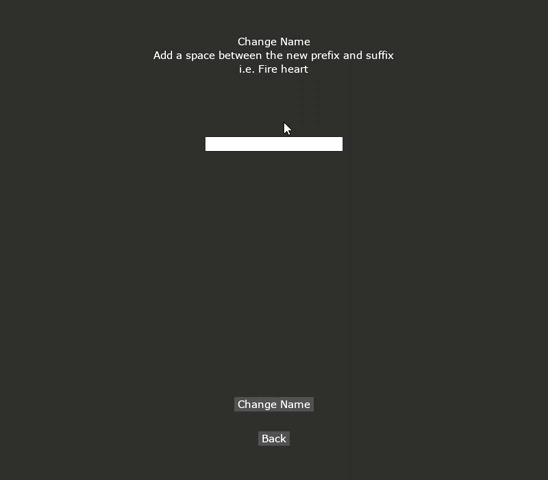 Change Name
Add a space between the new prefix and suffix
i.e. Fire heart
Change Name
Back